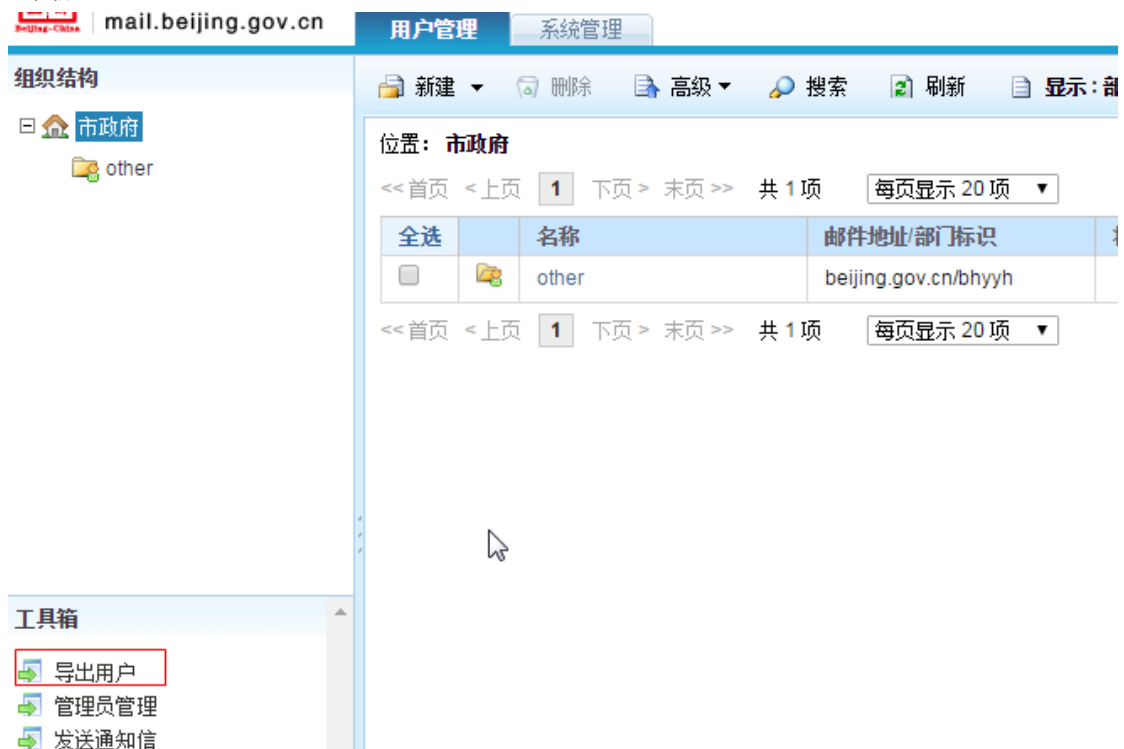 Beijing-China mail.beijing.gov.cn
用户管理 系统管理
组织结构
新建 删除 高级 搜索 刷新 显示:部
市政府
other
位置: 市政府
<<首页 <上页 1 下页> 末页>> 共 1 项 每页显示 20 项
全选 名称 邮件地址/部门标识
other beijing.gov.cn/bhyyh
<<首页 <上页 1 下页> 末页>> 共 1 项 每页显示 20 项
工具箱
导出用户
管理员管理
发送通知信